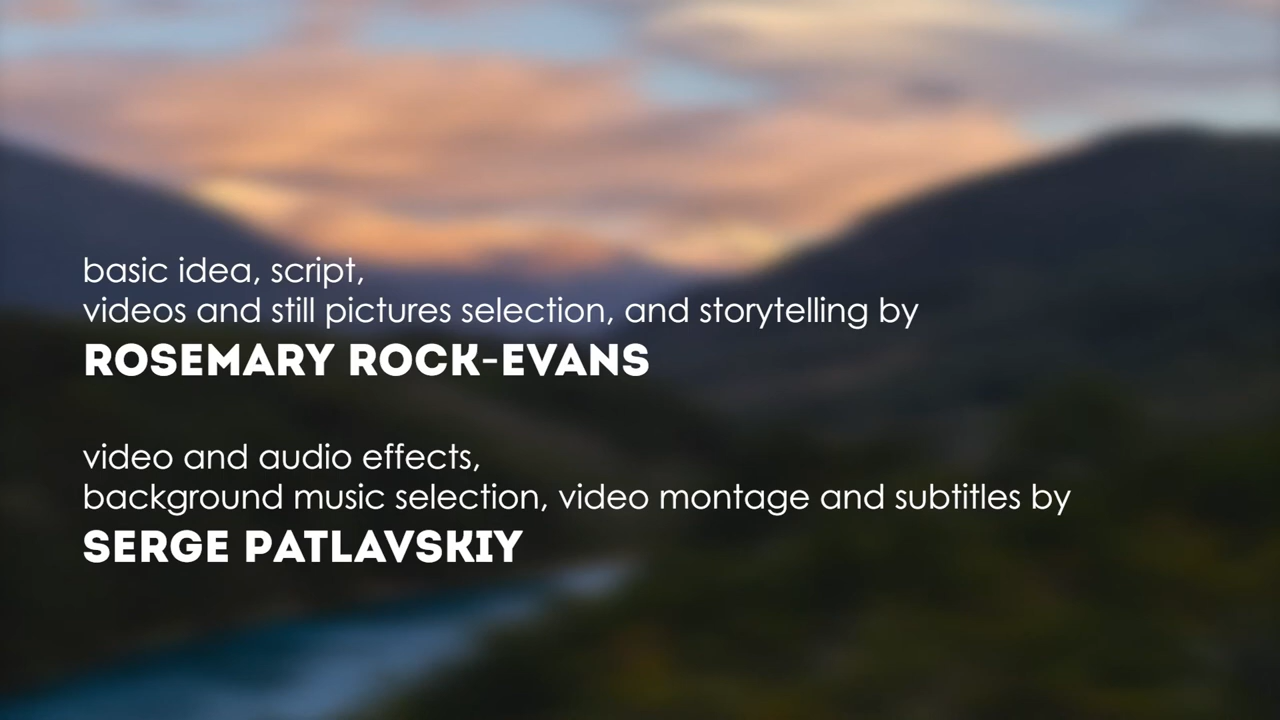 basic idea, script,
videos and still pictures selection, and storytelling by
ROSEMARY ROCK-EVANS
video and audio effects,
background music selection, video montage and subtitles by
SERGE PATLAVSKIY